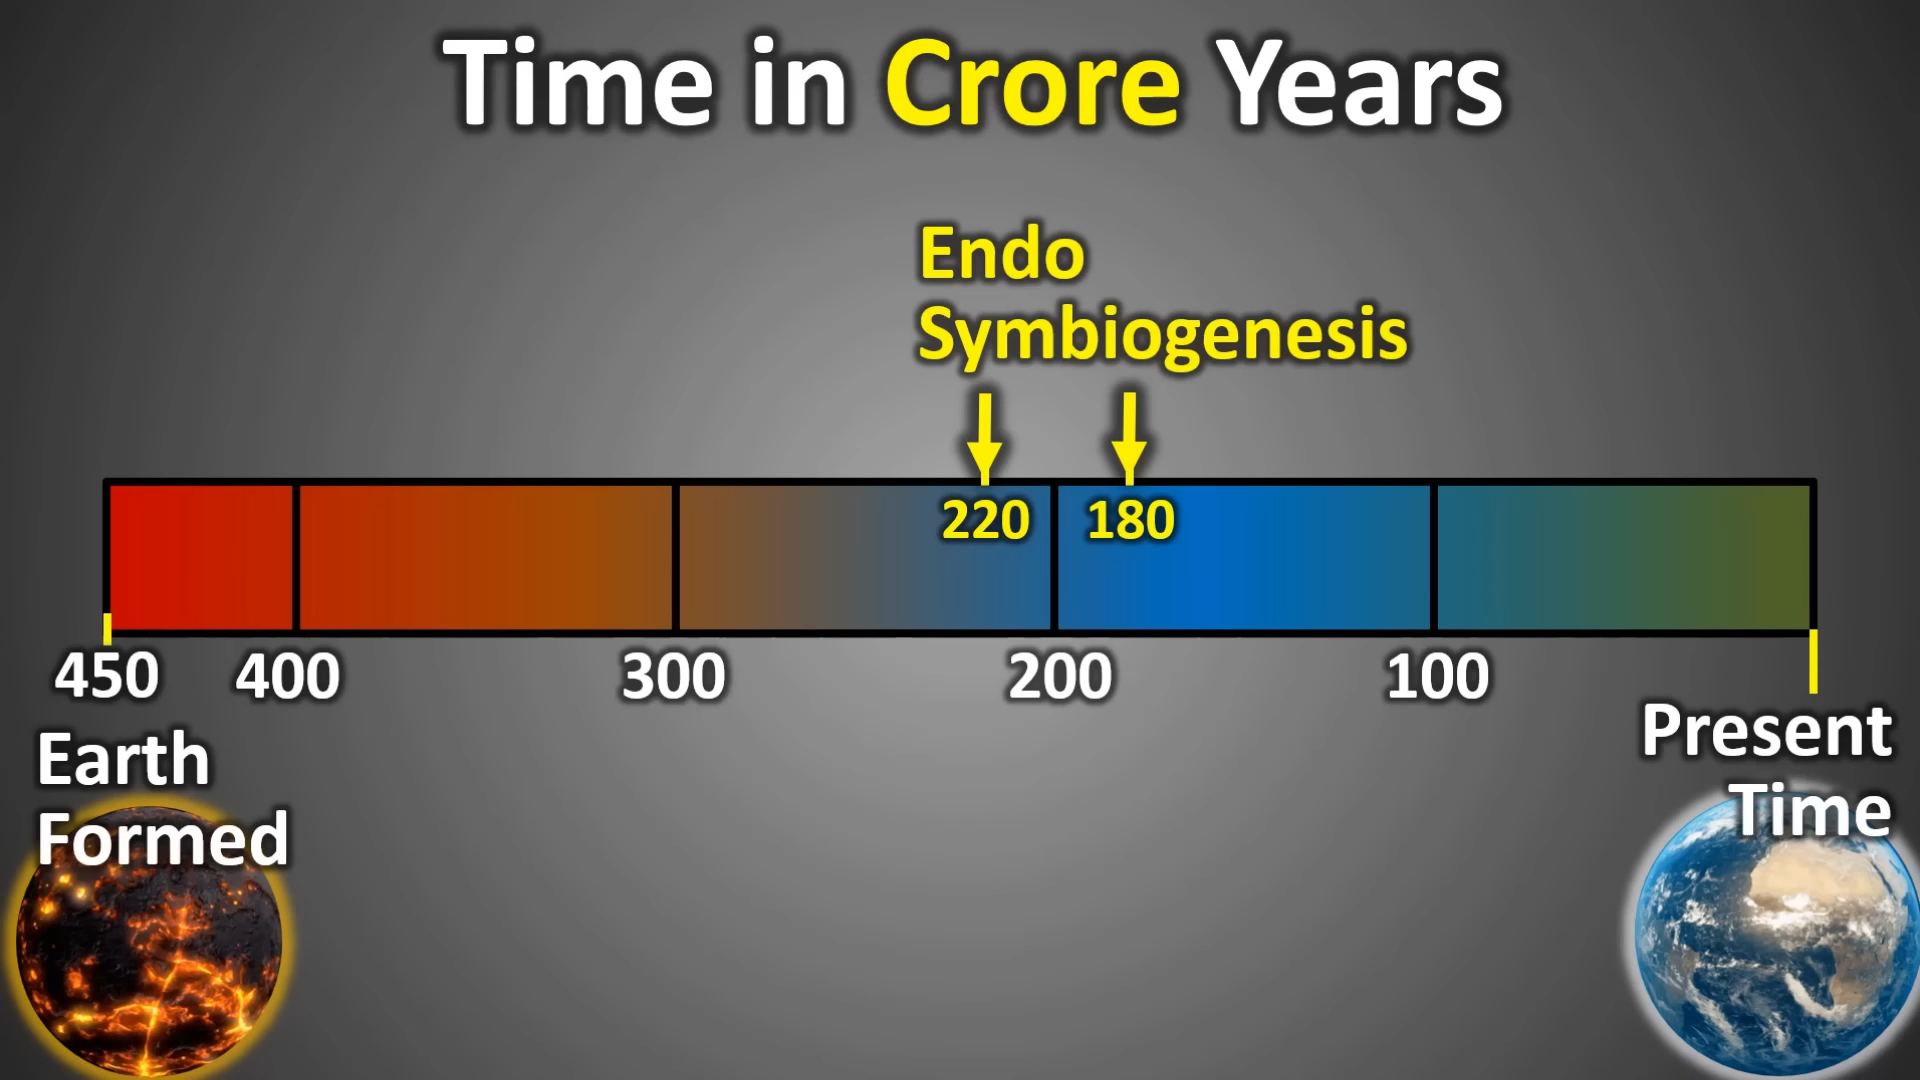 Time in Crore Years
Endo
Symbiogenesis
220 180
450 400 300 200 100
Earth
Formed
Present
Time